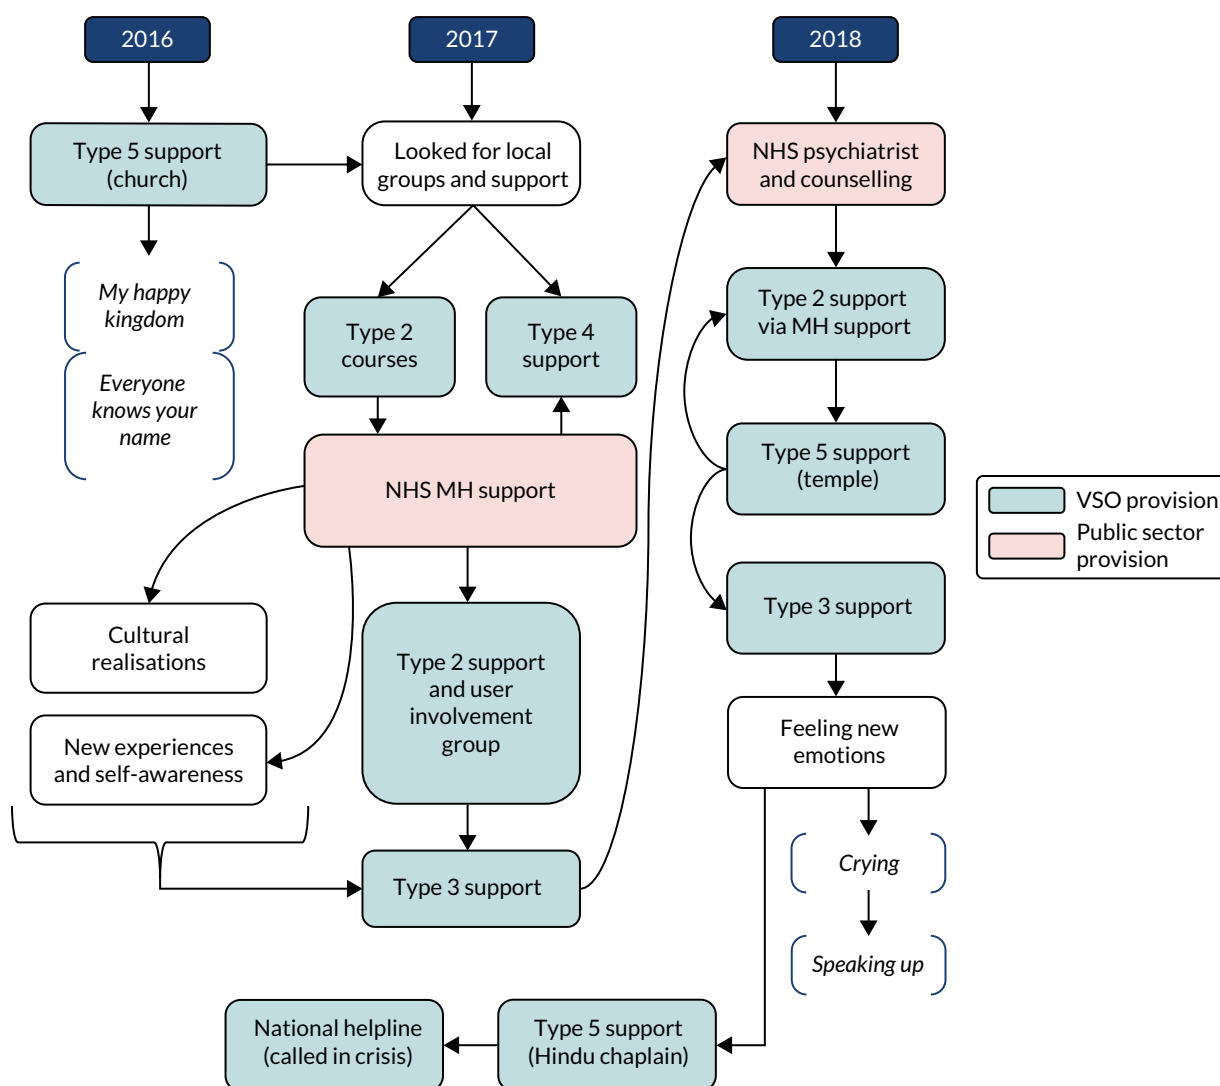 2016
2017
2018
Type 5 support
(church)
Looked for local
groups and support
NHS psychiatrist
and counselling
My happy
kingdom
Everyone
knows your
name
Type 2
courses
Type 4
support
Type 2 support
via MH support
NHS MH support
Type 5 support
(temple)
VSO provision
Public sector
provision
Cultural
realisations
Type 2 support
and user
involvement
group
Type 3 support
New experiences
and self-awareness
Feeling new
emotions
Type 3 support
Crying
Speaking up
National helpline
(called in crisis)
Type 5 support
(Hindu chaplain)